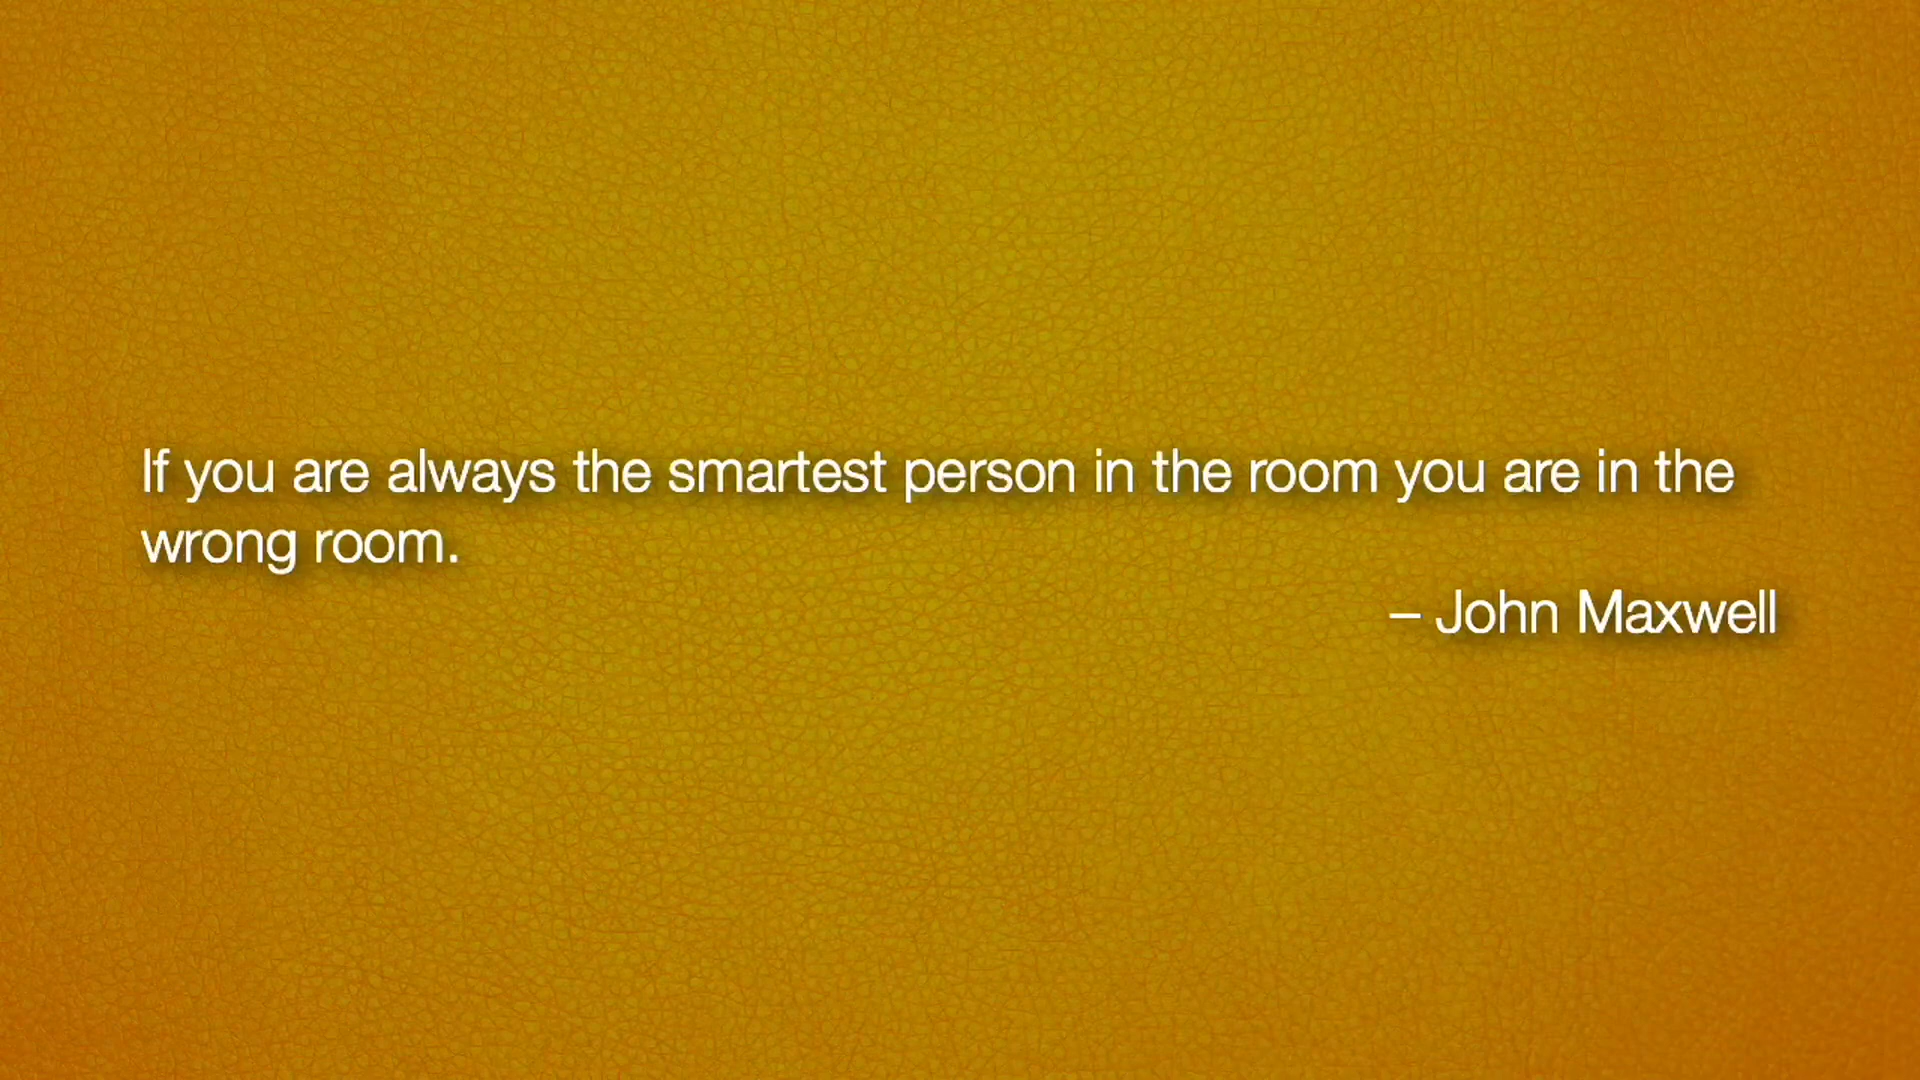 If you are always the smartest person in the room you are in the
wrong room.
– John Maxwell